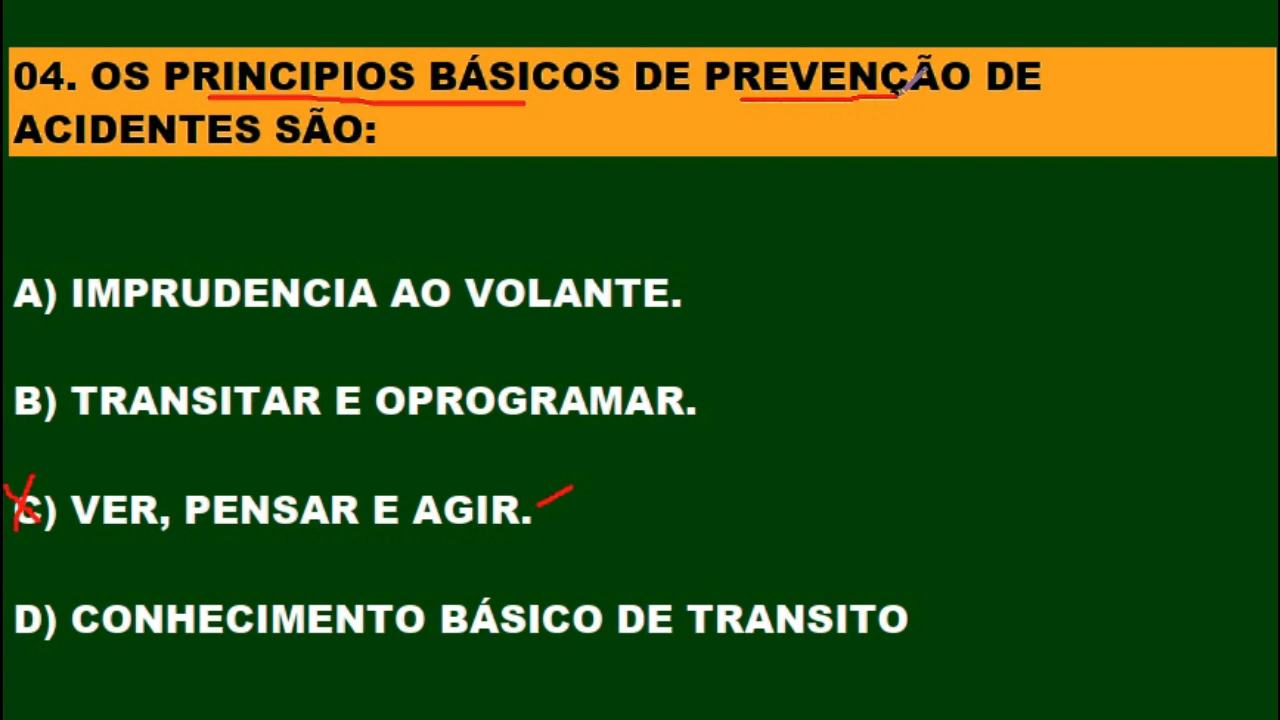 04. OS PRINCIPIOS BÁSICOS DE PREVENÇÃO DE
ACIDENTES SÃO:
A) IMPRUDENCIA AO VOLANTE.
B) TRANSITAR E OPROGRAMAR.
C) VER, PENSAR E AGIR.
D) CONHECIMENTO BÁSICO DE TRANSITO